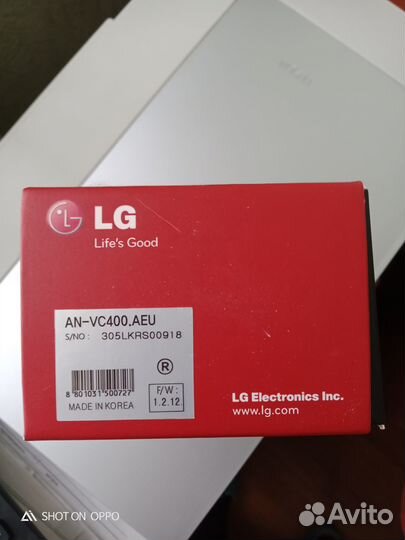 LG
Life's Good
AN-VC400.AEU
S/NO: 305LKRS00918
8 801031 500727
MADE IN KOREA
R
F/W:
1.2.12.
LG Electronics Inc.
www.lg.com
SHOT ON OPPO
Avito